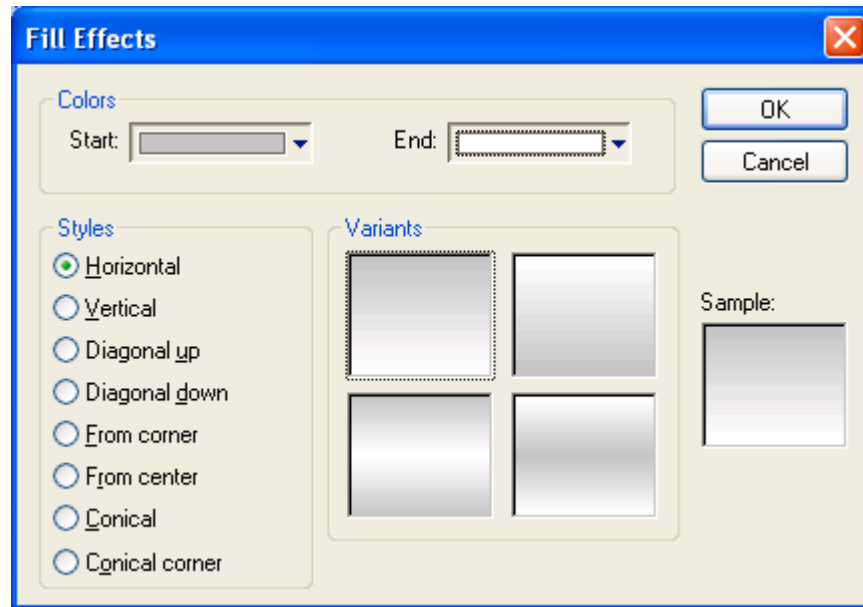 Fill Effects
Colors
Start:
End:
OK
Cancel
Styles
Horizontal
Vertical
Diagonal up
Diagonal down
From corner
From center
Conical
Conical corner
Variants
Sample: